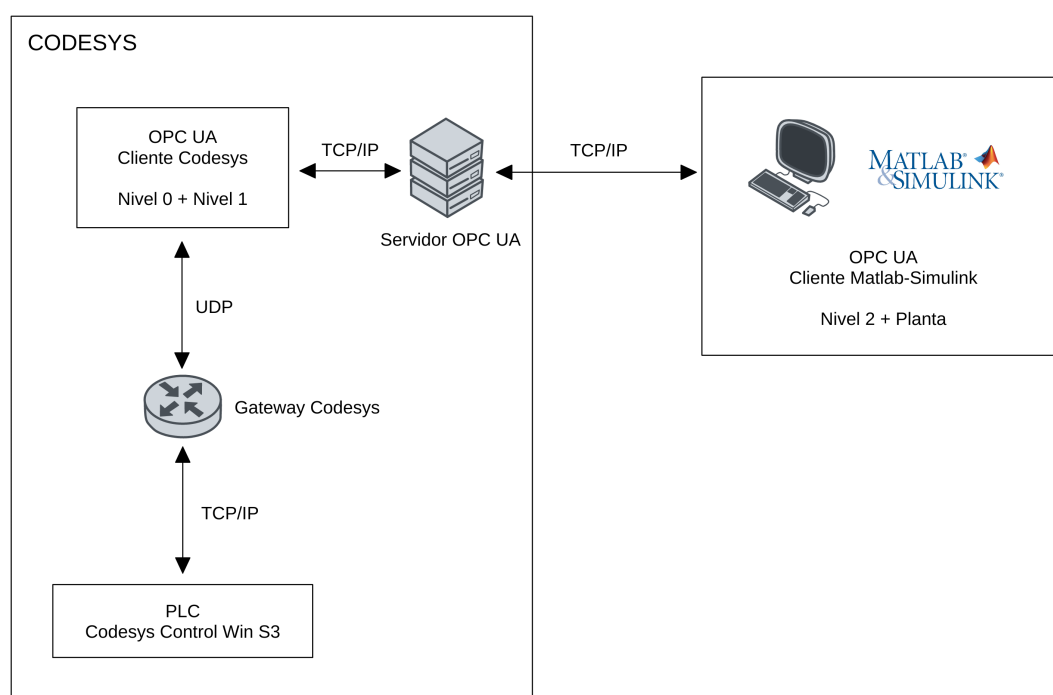 CODESYS
OPC UA
Cliente Codesys
Nivel 0 + Nivel 1
TCP/IP
Servidor OPC UA
TCP/IP
MATLAB®
&SIMULINK®
OPC UA
Cliente Matlab-Simulink
Nivel 2 + Planta
UDP
Gateway Codesys
TCP/IP
PLC
Codesys Control Win S3